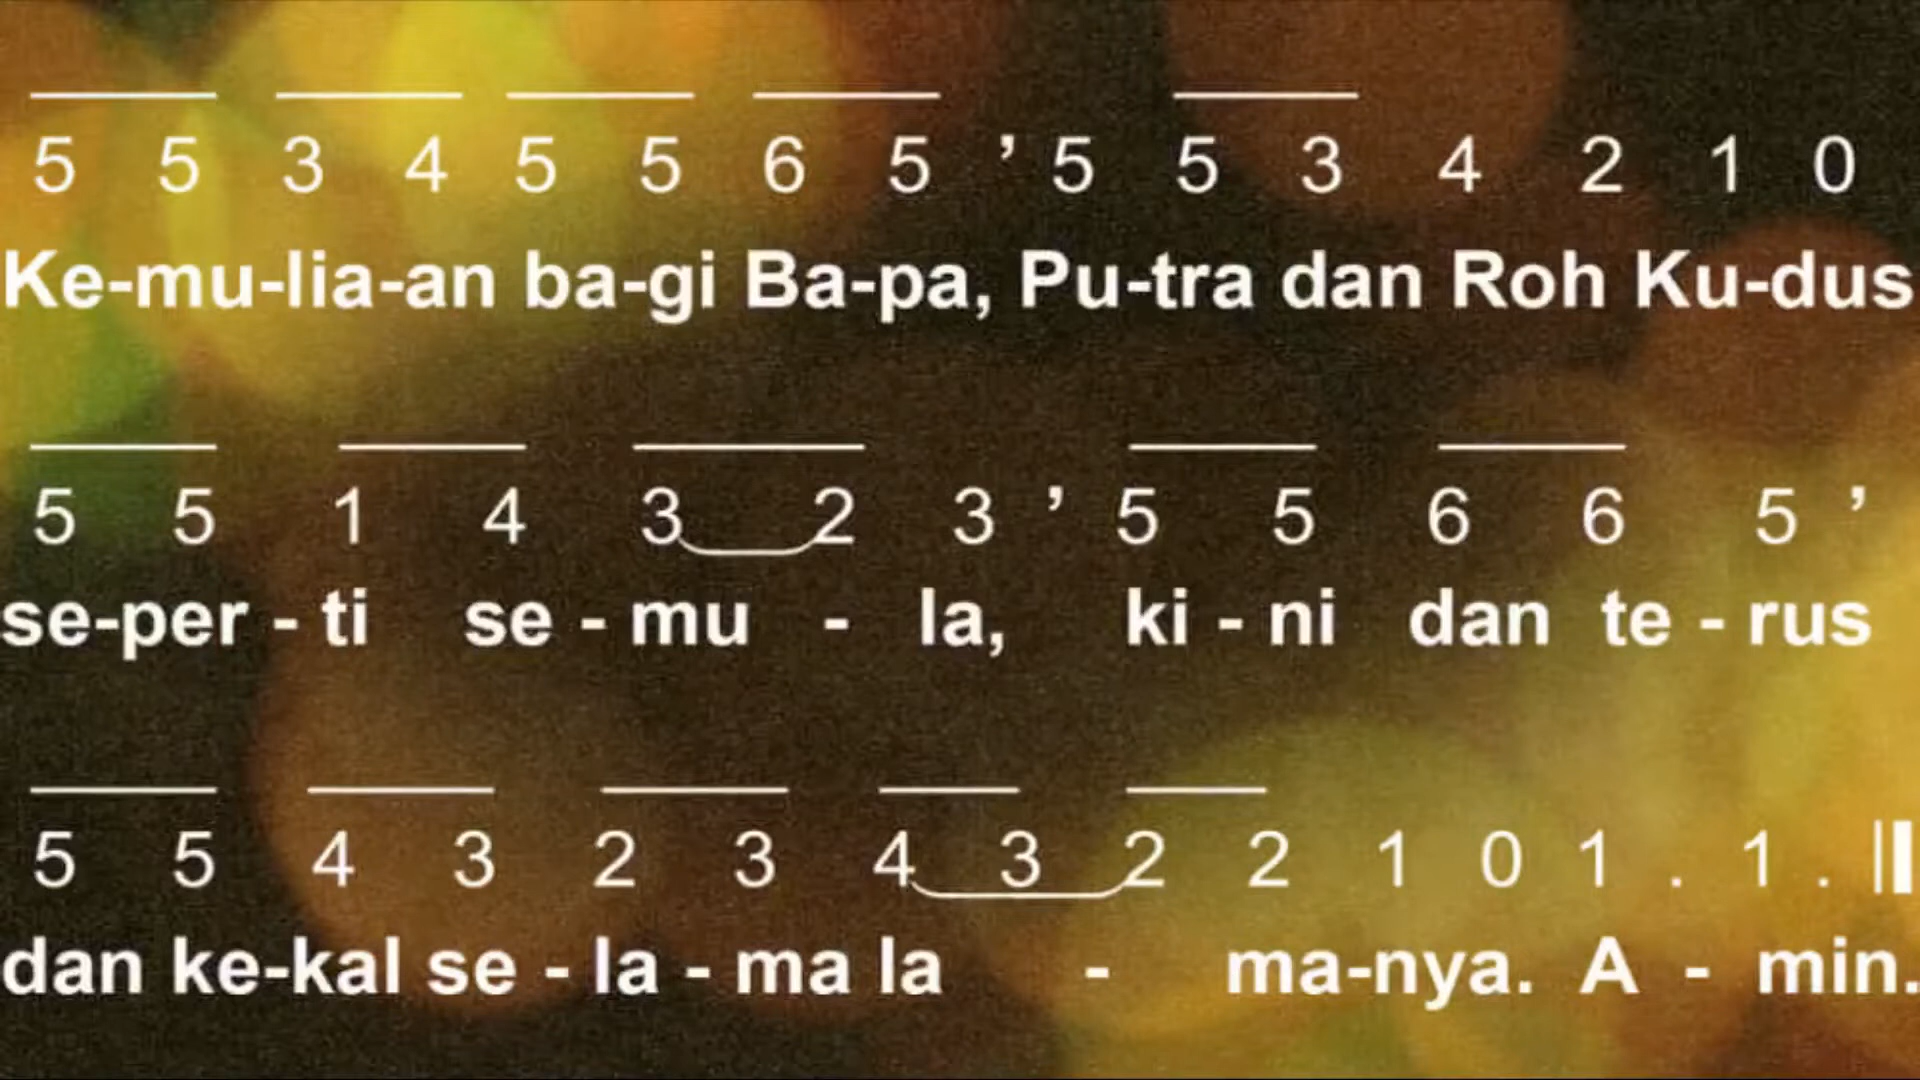 5 5 3 4 5 5 6 5 ’ 5 5 3 4 2 1 0
Ke-mu-lia-an ba-gi Ba-pa, Pu-tra dan Roh Ku-dus
5 5 1 4 3 2 3 ’ 5 5 6 6 5 ’
se-per - ti se - mu - la, ki - ni dan te - rus
5 5 4 3 2 3 4 3 2 2 1 0 1 . 1 .
dan ke-kal se - la - ma la - ma-nya. A - min.